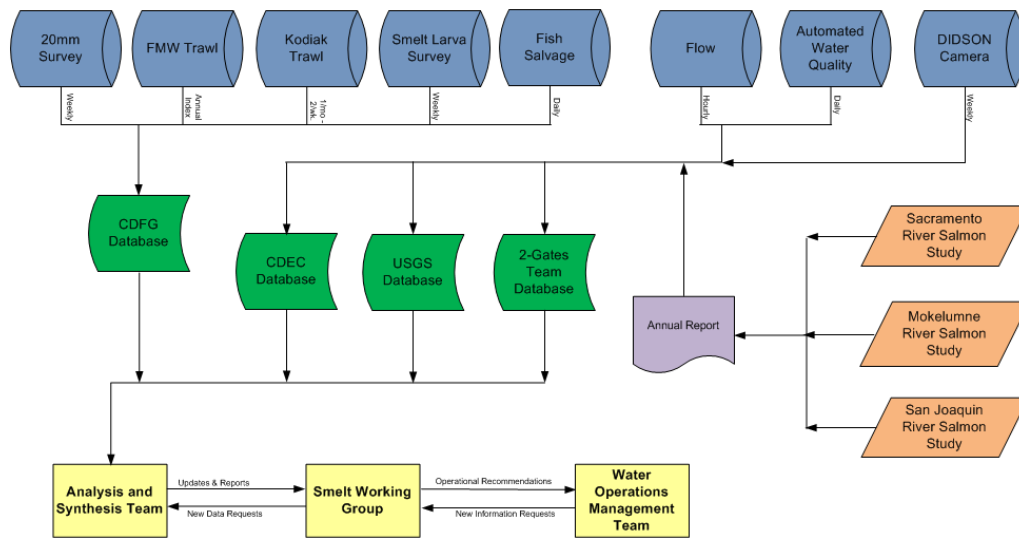 20mm
Survey
FMW Trawl
Kodiak
Trawl
Smelt Larva
Survey
Fish
Salvage
Flow
Automated
Water
Quality
DIDSON
Camera
Weekly
Annual
Index
1/mo -
2/wk.
Weekly
Daily
Hourly
Daily
Weekly
CDFG
Database
CDEC
Database
USGS
Database
2-Gates
Team
Database
Annual Report
Sacramento
River Salmon
Study
Mokelumne
River Salmon
Study
San Joaquin
River Salmon
Study
Analysis and
Synthesis Team
Updates & Reports
New Data Requests
Smelt Working
Group
Operational Recommendations
New Information Requests
Water
Operations
Management
Team